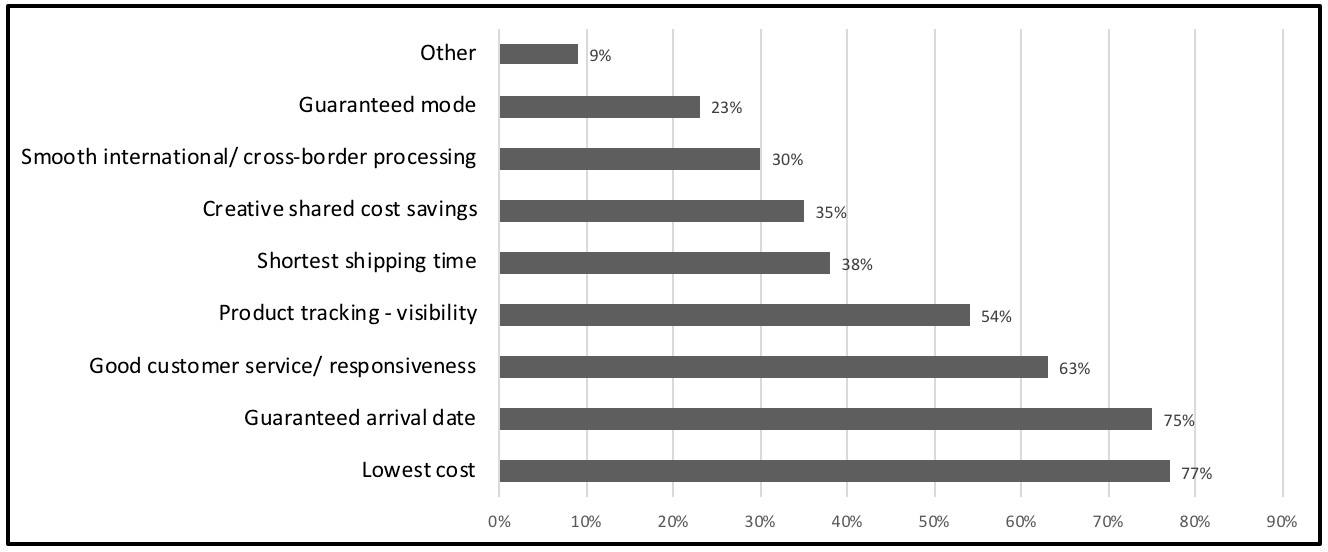 Other 9%
Guaranteed mode 23%
Smooth international/ cross-border processing 30%
Creative shared cost savings 35%
Shortest shipping time 38%
Product tracking - visibility 54%
Good customer service/ responsiveness 63%
Guaranteed arrival date 75%
Lowest cost 77%
0% 10% 20% 30% 40% 50% 60% 70% 80% 90%